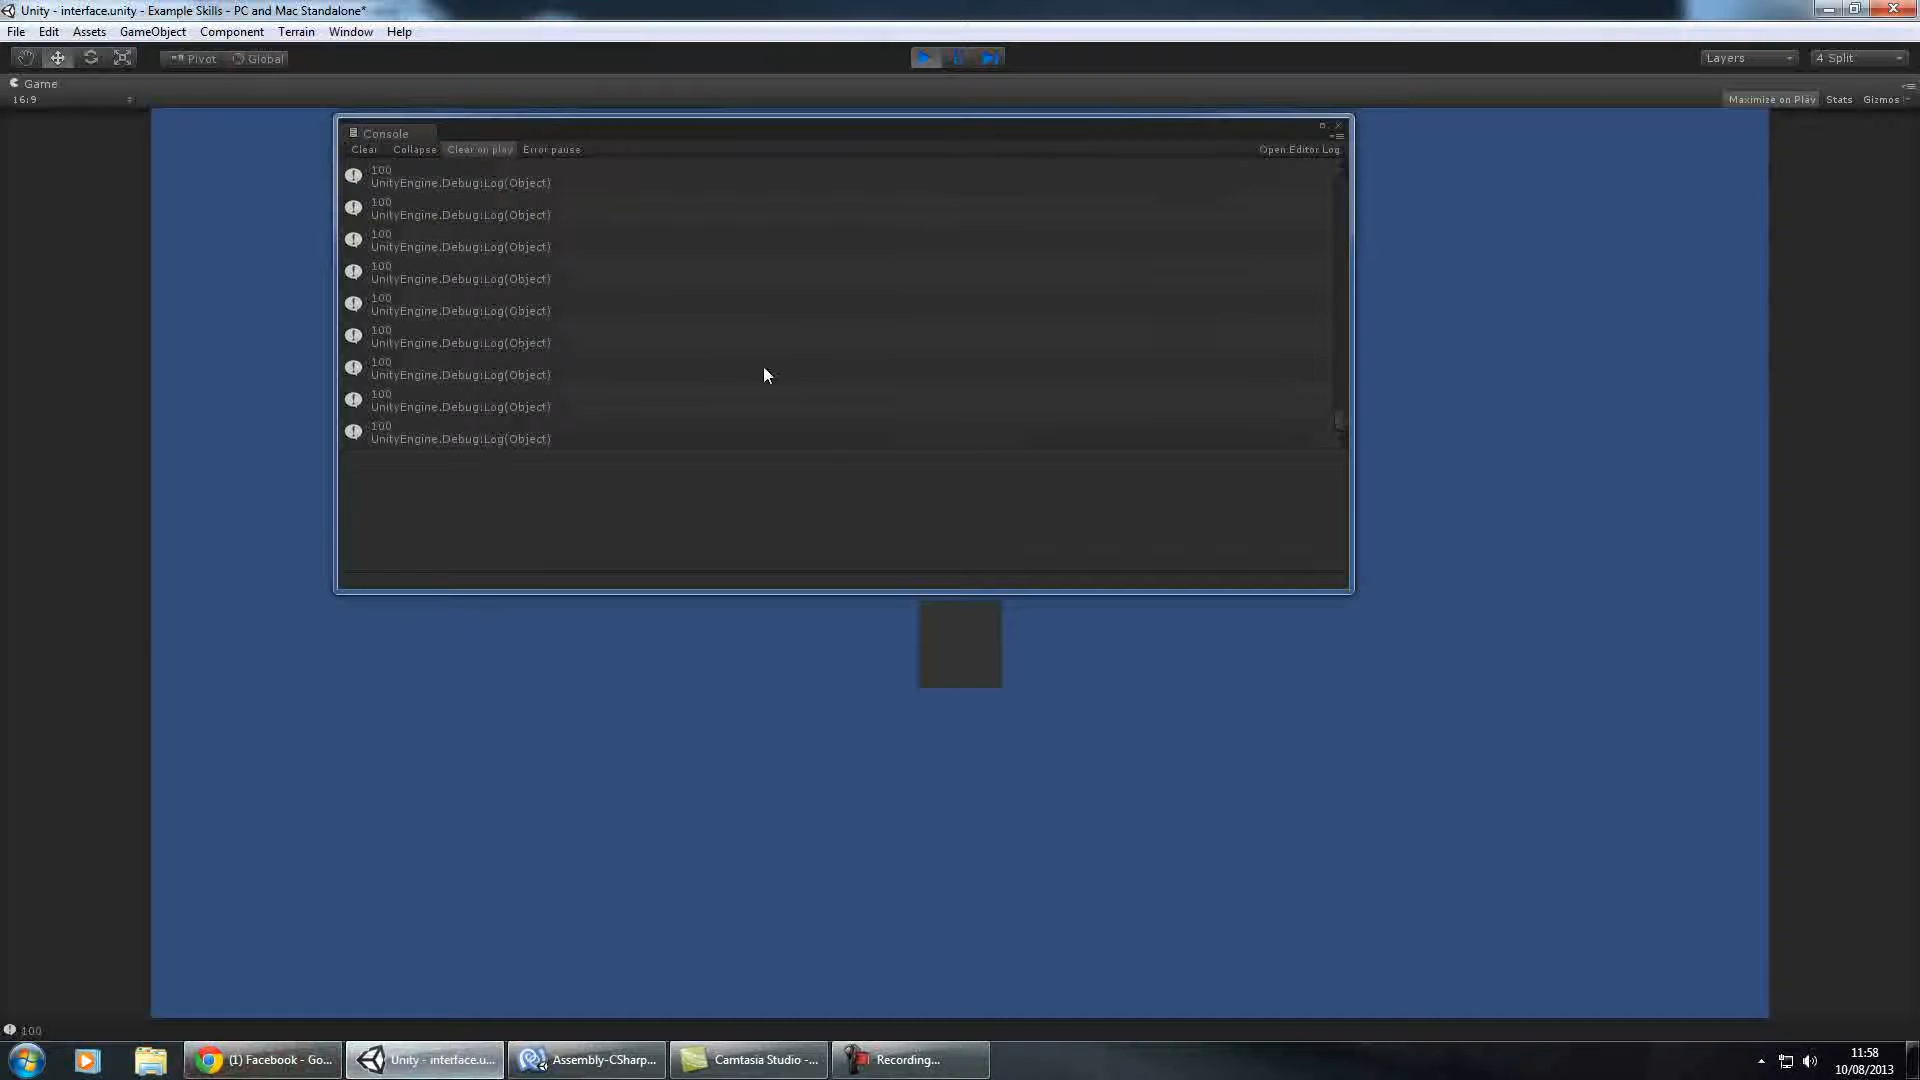 Unity - interface.unity - Example Skills - PC and Mac Standalone*
File Edit Assets GameObject Component Terrain Window Help
Pivot Global Layers 4 Split
Game
16:9 Maximize on Play Stats Gizmos
Console
Clear Collapse Clear on play Error pause Open Editor Log
100
UnityEngine.Debug:Log(Object)
100
UnityEngine.Debug:Log(Object)
100
UnityEngine.Debug:Log(Object)
100
UnityEngine.Debug:Log(Object)
100
UnityEngine.Debug:Log(Object)
100
UnityEngine.Debug:Log(Object)
100
UnityEngine.Debug:Log(Object)
100
UnityEngine.Debug:Log(Object)
100
UnityEngine.Debug:Log(Object)
100
(1) Facebook - Go... Unity - interface.u... Assembly-CSharp... Camtasia Studio -... Recording...
11:58
10/08/2013